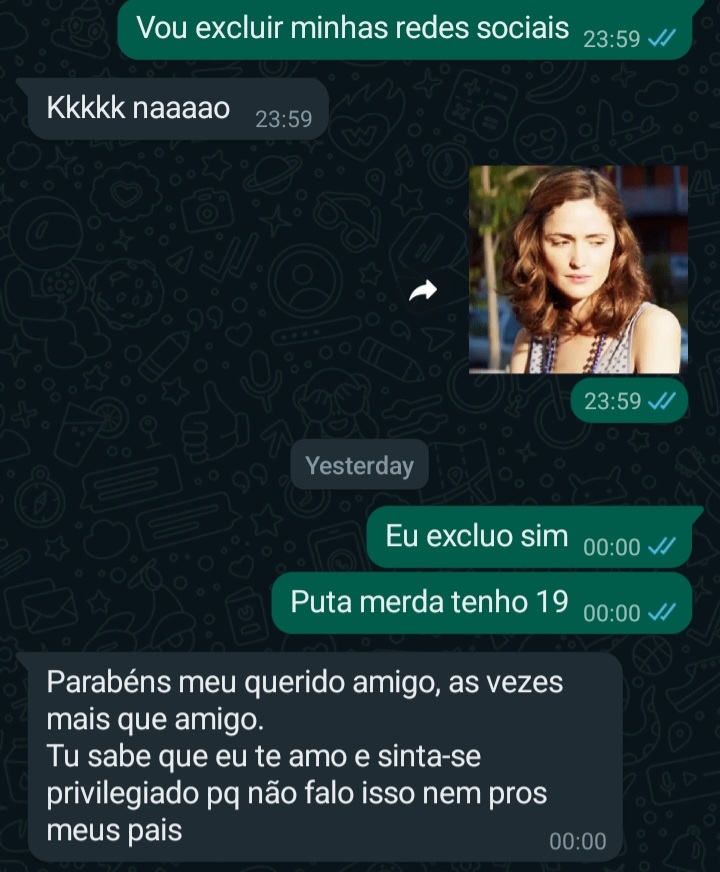 Vou excluir minhas redes sociais 23:59
Kkkkk naaaao 23:59
23:59
Yesterday
Eu excluo sim 00:00
Puta merda tenho 19 00:00
Parabéns meu querido amigo, as vezes
mais que amigo.
Tu sabe que eu te amo e sinta-se
privilegiado pq não falo isso nem pros
meus pais 00:00